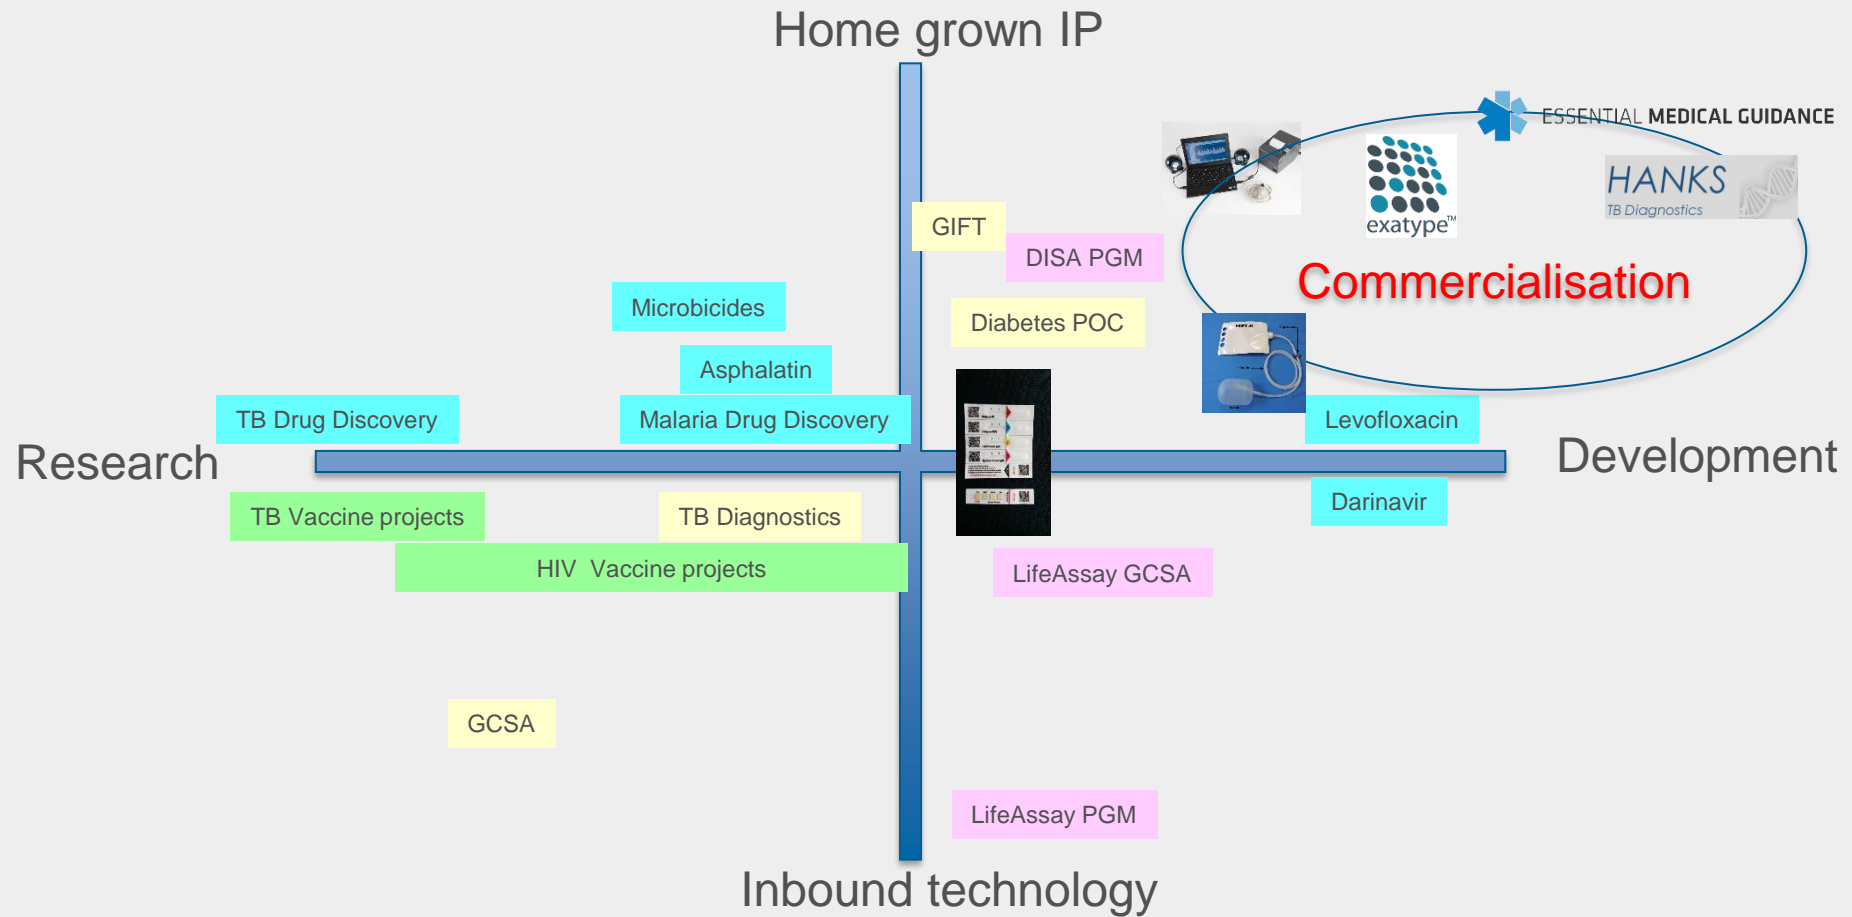 Home grown IP
ESSENTIAL MEDICAL GUIDANCE
exatype™
HANKS
TB Diagnostics
GIFT
DISA PGM
Commercialisation
Microbicides
Diabetes POC
Asphalatin
TB Drug Discovery
Malaria Drug Discovery
Levofloxacin
Research
Development
TB Vaccine projects
TB Diagnostics
Darinavir
HIV Vaccine projects
LifeAssay GCSA
GCSA
LifeAssay PGM
Inbound technology